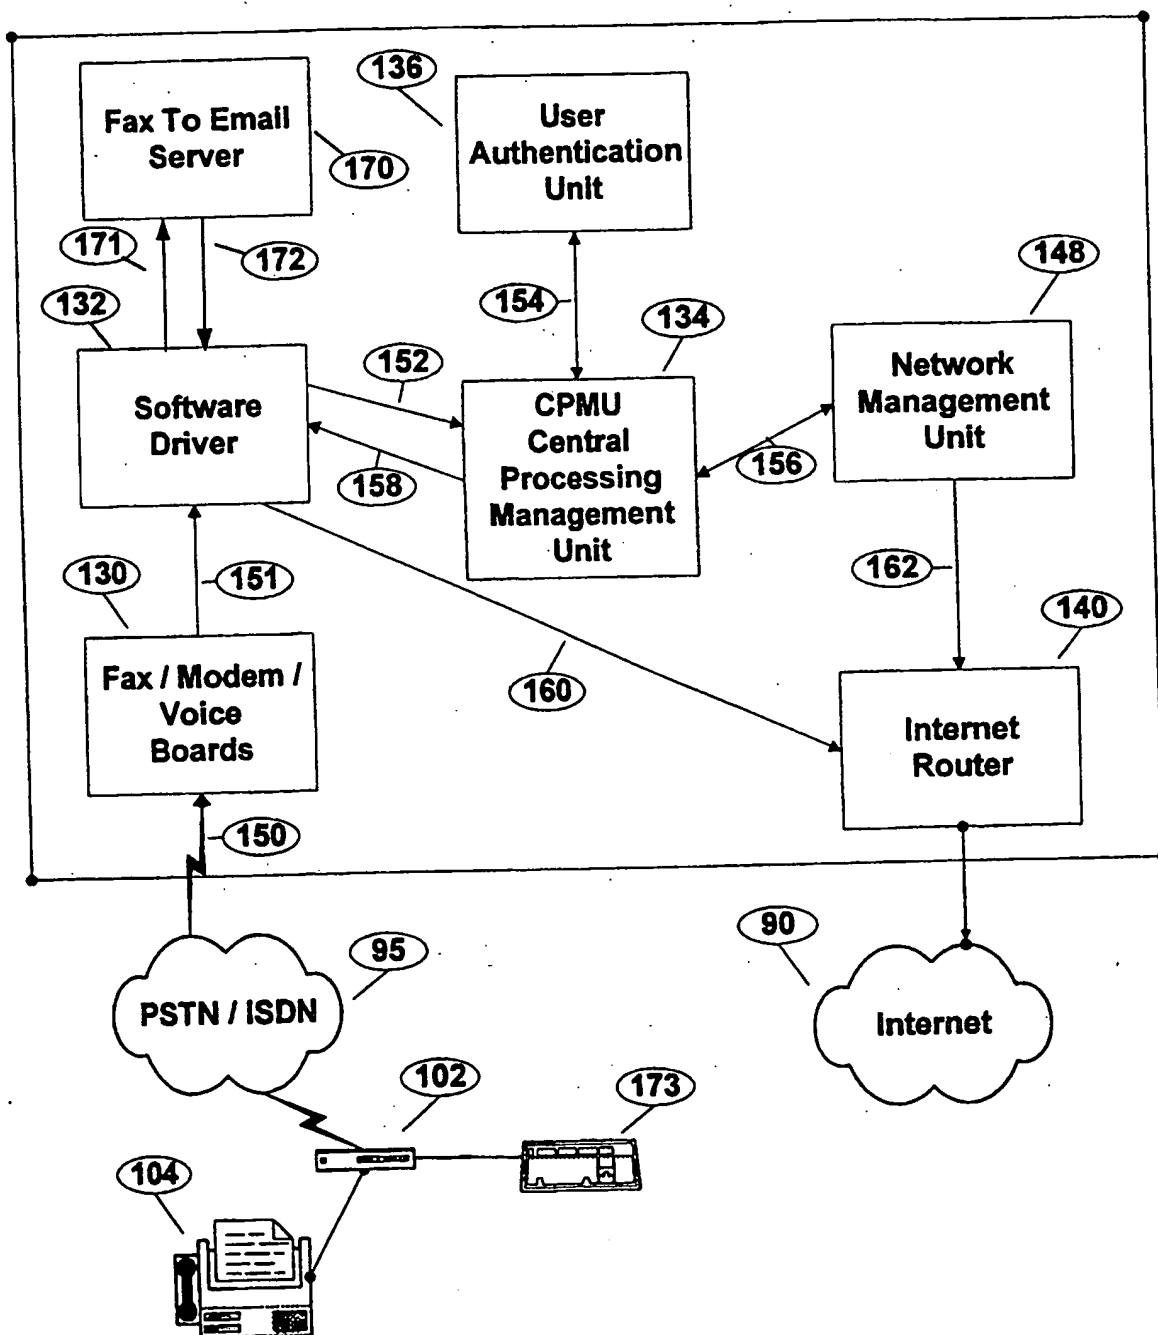 136
Fax To Email
Server
170
User
Authentication
Unit
171
172
148
132
154
134
152
Software
Driver
158
CPMU
Central
Processing
Management
Unit
Network
Management
Unit
156
130
151
162
140
Fax / Modem /
Voice
Boards
160
Internet
Router
150
95
90
PSTN / ISDN
Internet
102
173
104